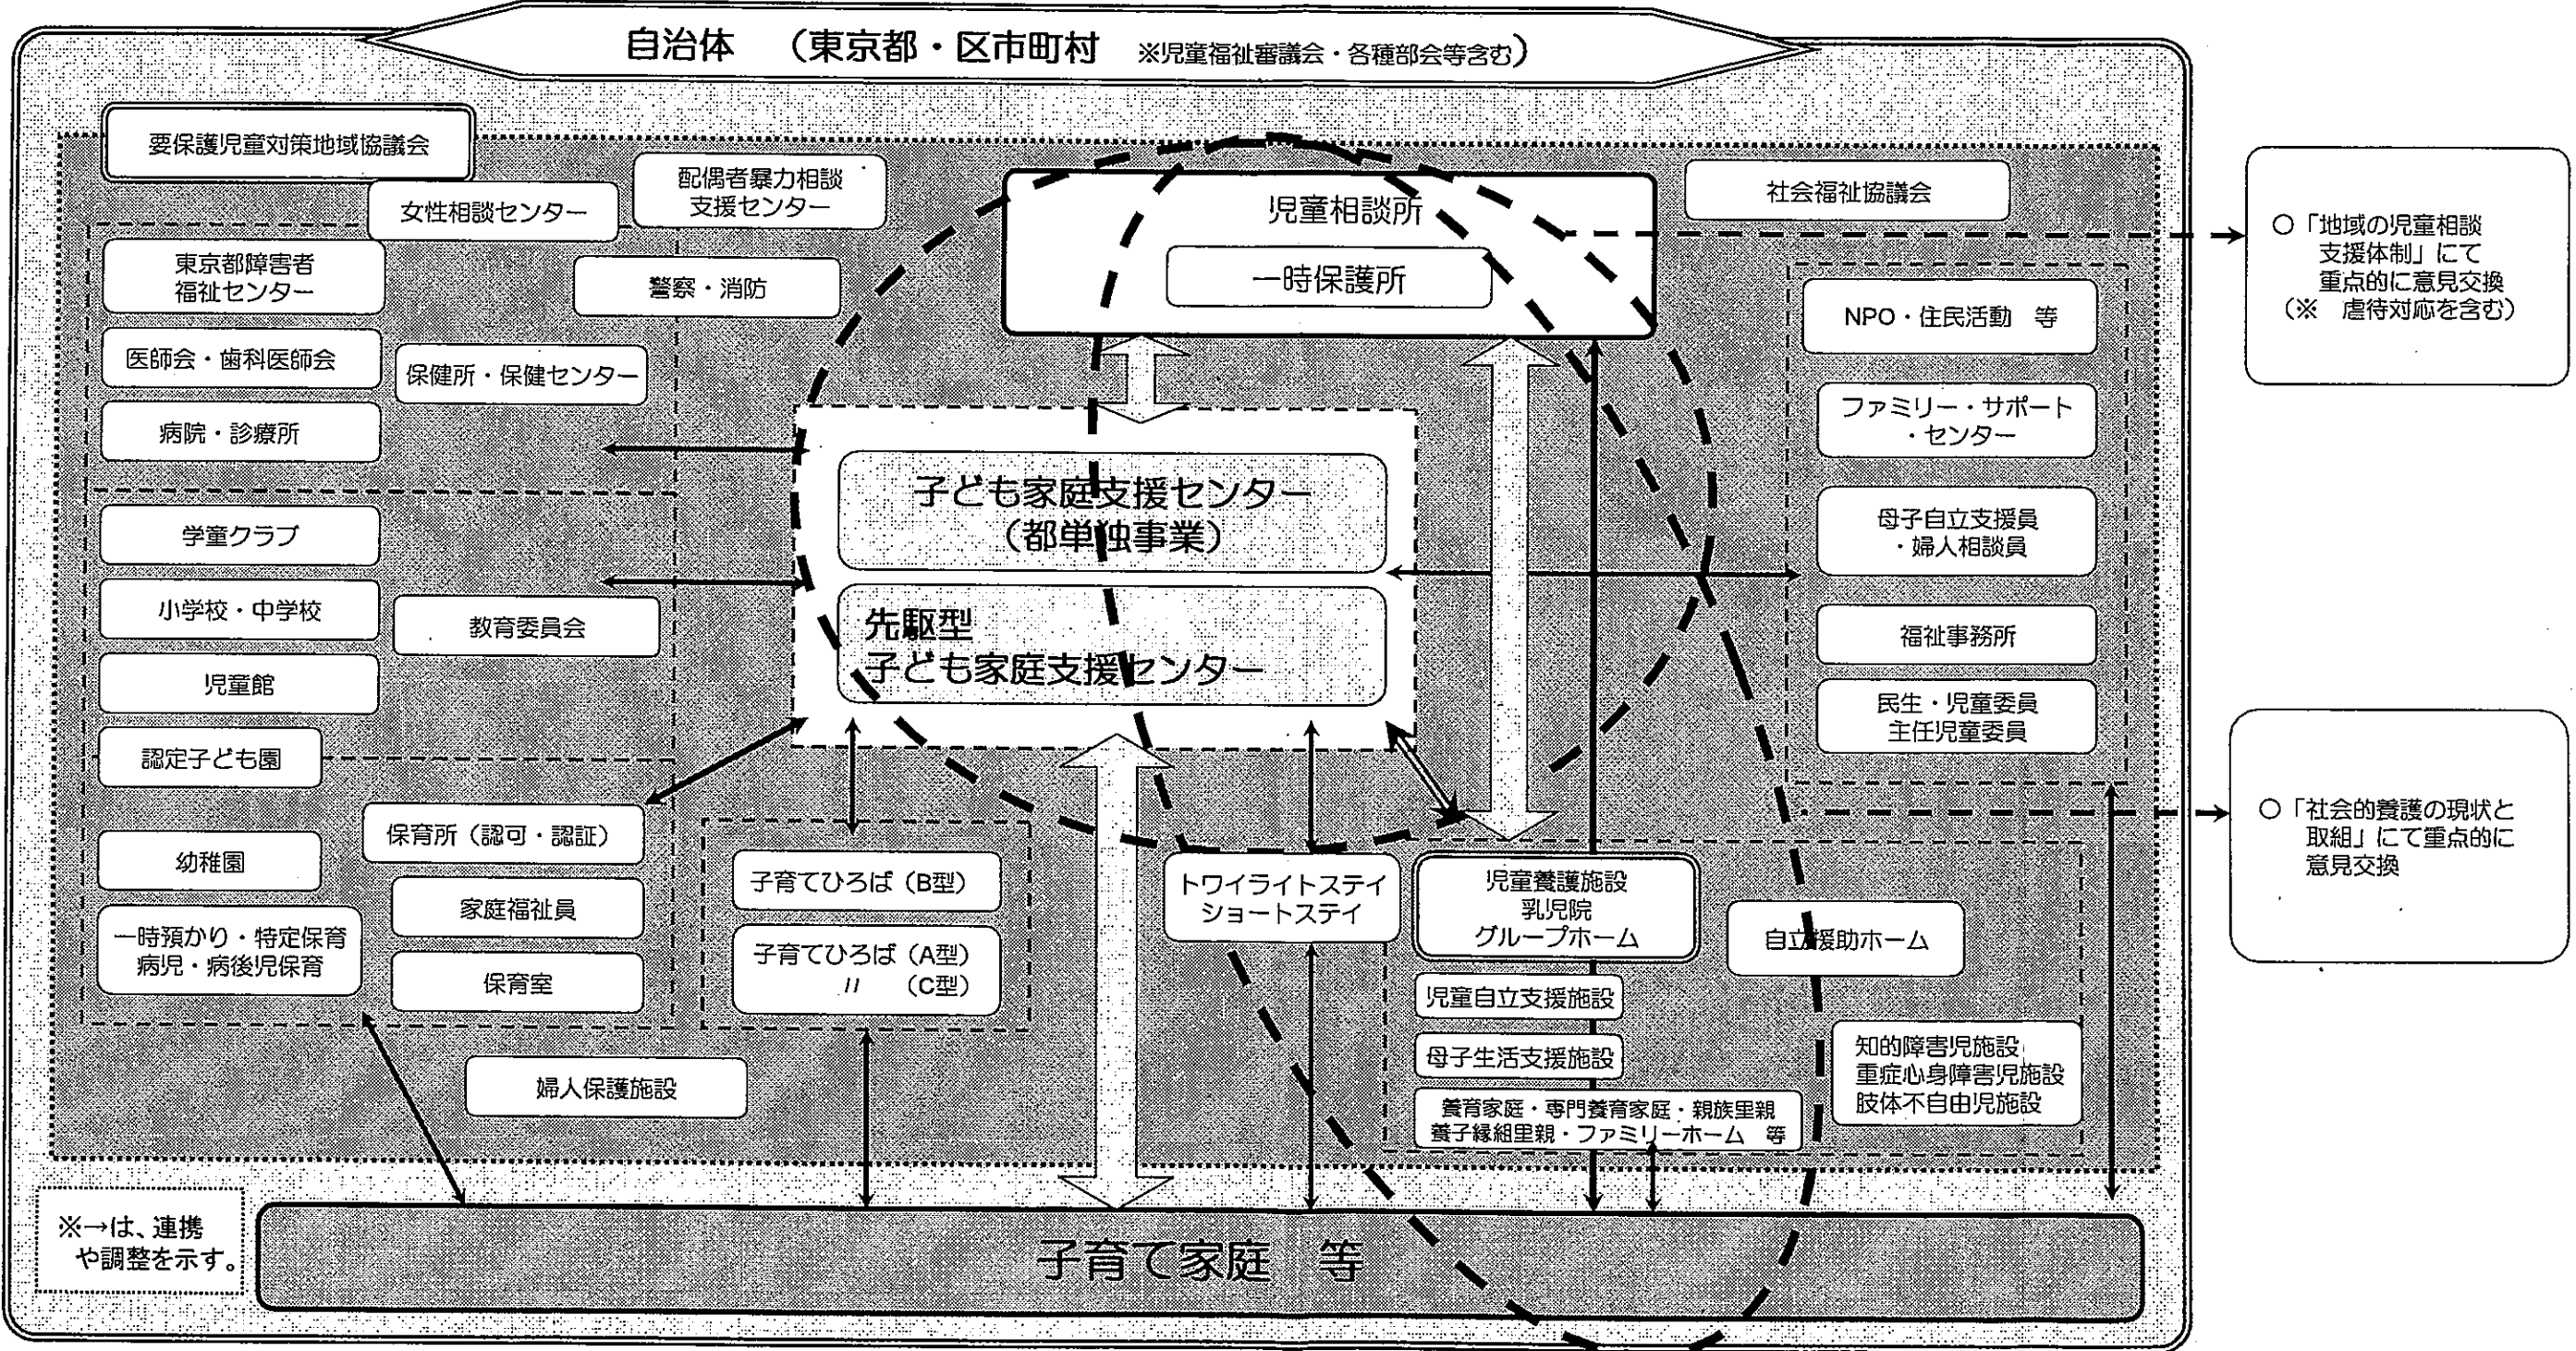 自治体　（東京都・区市町村　※児童福祉審議会・各種部会等含む）
要保護児童対策地域協議会
女性相談センター
配偶者暴力相談
支援センター
東京都障害者
福祉センター
警察・消防
医師会・歯科医師会
保健所・保健センター
病院・診療所
学童クラブ
小学校・中学校
教育委員会
児童館
認定子ども園
保育所（認可・認証）
幼稚園
家庭福祉員
一時預かり・特定保育
病児・病後児保育
保育室
婦人保護施設
児童相談所
一時保護所
子ども家庭支援センター
（都単独事業）
先駆型
子ども家庭支援センター
子育てひろば（B型）
子育てひろば（A型）
〃　（C型）
トワイライトステイ
ショートステイ
児童養護施設
乳児院
グループホーム
自立援助ホーム
児童自立支援施設
母子生活支援施設
養育家庭・専門養育家庭・親族里親
養子縁組里親・ファミリーホーム　等
知的障害児施設
重症心身障害児施設
肢体不自由児施設
社会福祉協議会
NPO・住民活動　等
ファミリー・サポート
・センター
母子自立支援員
・婦人相談員
福祉事務所
民生・児童委員
主任児童委員
○「地域の児童相談
支援体制」にて
重点的に意見交換
（※　虐待対応を含む）
○「社会的養護の現状と
取組」にて重点的に
意見交換
※→は、連携
や調整を示す。
子育て家庭　等